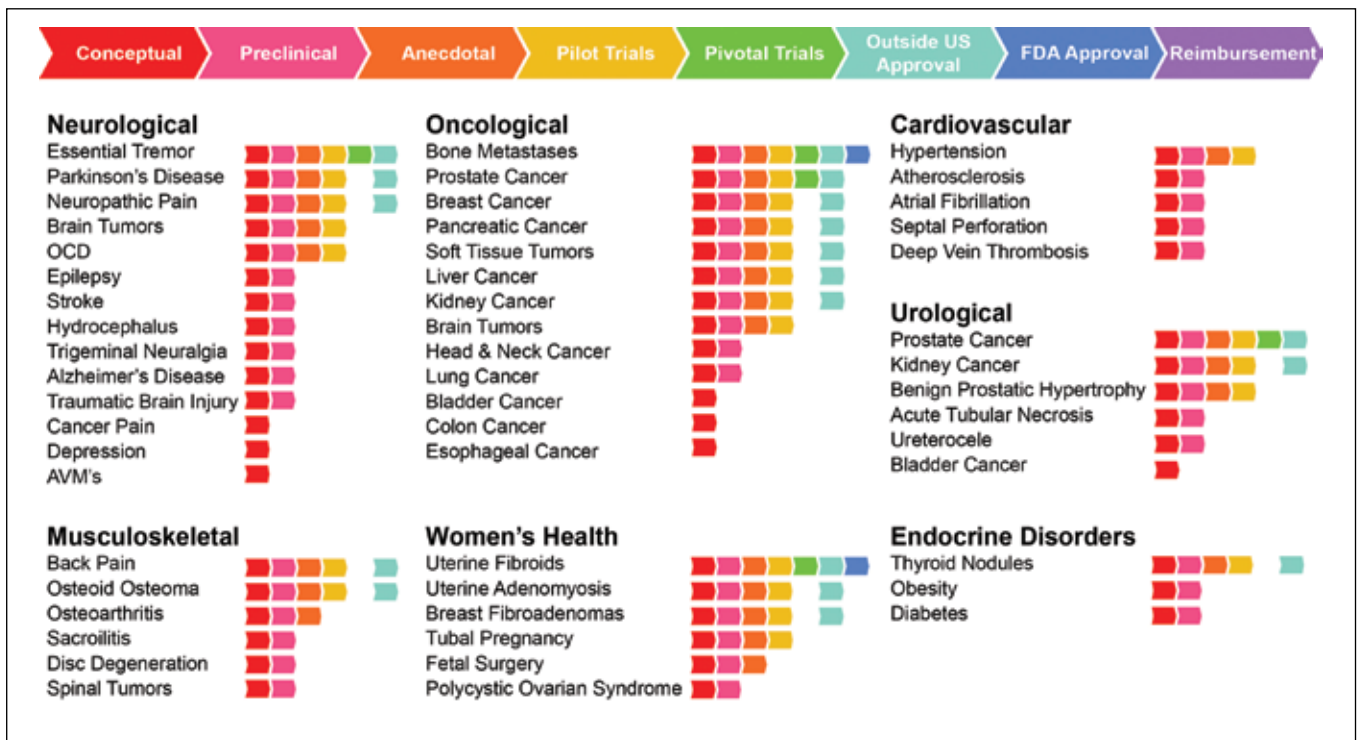 Conceptual
Preclinical
Anecdotal
Pilot Trials
Pivotal Trials
Outside US
Approval
FDA Approval
Reimbursement
Neurological
Essential Tremor
Parkinson's Disease
Neuropathic Pain
Brain Tumors
OCD
Epilepsy
Stroke
Hydrocephalus
Trigeminal Neuralgia
Alzheimer's Disease
Traumatic Brain Injury
Cancer Pain
Depression
AVM's
Oncological
Bone Metastases
Prostate Cancer
Breast Cancer
Pancreatic Cancer
Soft Tissue Tumors
Liver Cancer
Kidney Cancer
Brain Tumors
Head & Neck Cancer
Lung Cancer
Bladder Cancer
Colon Cancer
Esophageal Cancer
Cardiovascular
Hypertension
Atherosclerosis
Atrial Fibrillation
Septal Perforation
Deep Vein Thrombosis
Urological
Prostate Cancer
Kidney Cancer
Benign Prostatic Hypertrophy
Acute Tubular Necrosis
Ureterocele
Bladder Cancer
Musculoskeletal
Back Pain
Osteoid Osteoma
Osteoarthritis
Sacroilitis
Disc Degeneration
Spinal Tumors
Women's Health
Uterine Fibroids
Uterine Adenomyosis
Breast Fibroadenomas
Tubal Pregnancy
Fetal Surgery
Polycystic Ovarian Syndrome
Endocrine Disorders
Thyroid Nodules
Obesity
Diabetes